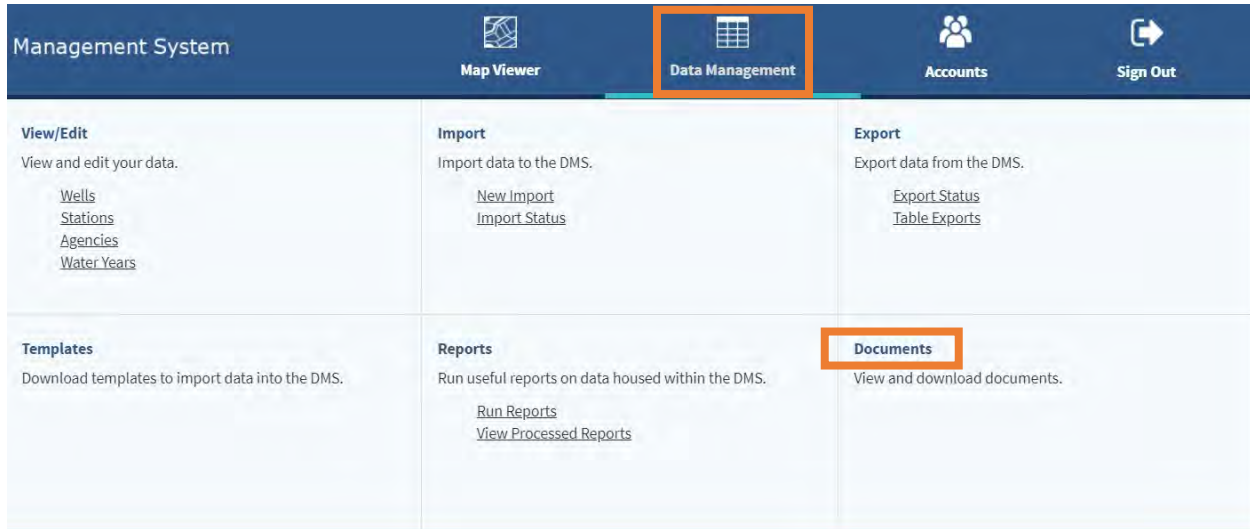 Management System
Map Viewer
Data Management
Accounts
Sign Out
View/Edit
View and edit your data.
Wells
Stations
Agencies
Water Years
Import
Import data to the DMS.
New Import
Import Status
Export
Export data from the DMS.
Export Status
Table Exports
Templates
Download templates to import data into the DMS.
Reports
Run useful reports on data housed within the DMS.
Run Reports
View Processed Reports
Documents
View and download documents.